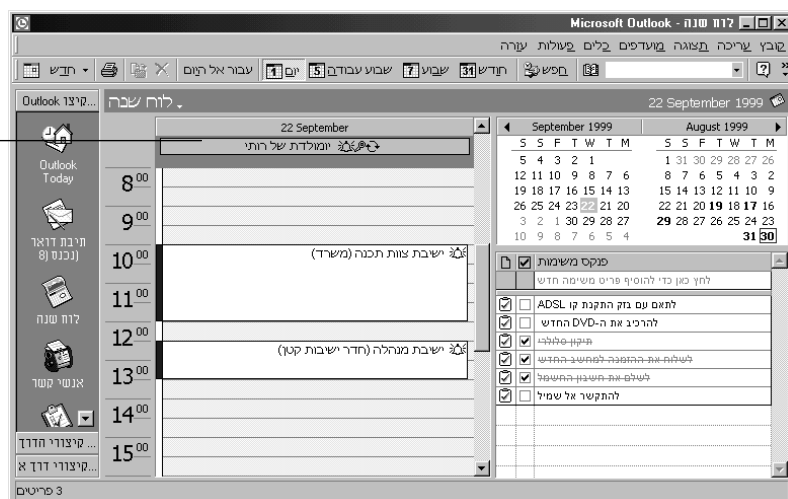 לוח שנה - Microsoft Outlook
קובץ עריכה תצוגה מועדפים כלים פעולות עזרה
חדש עבור אל היום יום שבוע עבודה שבוע חודש חפש
קיצו... Outlook
לוח שנה
22 September 1999
Outlook Today
תיבת דואר נכנס (8)
לוח שנה
אנשי קשר
קיצורי הדרך ...
קיצורי דרך א...
22 September
יומולדת של רותי
8 00
9 00
10 00
ישיבת צוות תכנה (משרד)
11 00
12 00
ישיבת מנהלה (חדר ישיבות קטן)
13 00
14 00
15 00
September 1999
S S F T W T M
5 4 3 2 1
12 11 10 9 8 7 6
19 18 17 16 15 14 13
26 25 24 23 22 21 20
3 2 1 30 29 28 27
10 9 8 7 6 5 4
August 1999
S S F T W T M
1 31 30 29 28 27 26
8 7 6 5 4 3 2
15 14 13 12 11 10 9
22 21 20 19 18 17 16
29 28 27 26 25 24 23
31 30
פנקס משימות
לחץ כאן כדי להוסיף פריט משימה חדש
לתאם עם בזק התקנת קו ADSL
להרכיב את ה-DVD החדש
תיקון סלולרי
לשלוח את ההזמנה למחשב החדש
לשלם את חשבון החשמל
להתקשר אל שמיל
3 פריטים